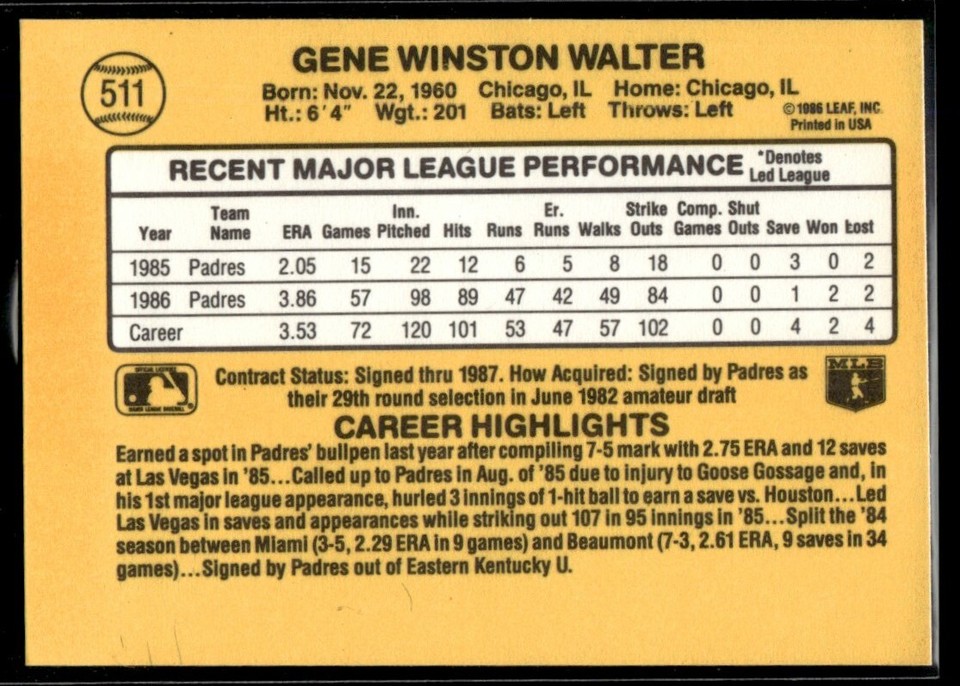 511
GENE WINSTON WALTER
Born: Nov. 22, 1960 Chicago, IL Home: Chicago, IL
Ht.: 6'4" Wgt.: 201 Bats: Left Throws: Left
©1986 LEAF, INC.
Printed in USA
RECENT MAJOR LEAGUE PERFORMANCE *Denotes Led League
Year Team Name ERA Games Inn. Pitched Hits Runs Er. Runs Walks Strike Outs Comp. Games Shut Outs Save Won Lost
1985 Padres 2.05 15 22 12 6 5 8 18 0 0 3 0 2
1986 Padres 3.86 57 98 89 47 42 49 84 0 0 1 2 2
Career 3.53 72 120 101 53 47 57 102 0 0 4 2 4
MLB
Contract Status: Signed thru 1987. How Acquired: Signed by Padres as
their 29th round selection in June 1982 amateur draft
CAREER HIGHLIGHTS
Earned a spot in Padres' bullpen last year after compiling 7-5 mark with 2.75 ERA and 12 saves
at Las Vegas in '85...Called up to Padres in Aug. of '85 due to injury to Goose Gossage and, in
his 1st major league appearance, hurled 3 innings of 1-hit ball to earn a save vs. Houston...Led
Las Vegas in saves and appearances while striking out 107 in 95 innings in '85...Split the '84
season between Miami (3-5, 2.29 ERA in 9 games) and Beaumont (7-3, 2.61 ERA, 9 saves in 34
games)...Signed by Padres out of Eastern Kentucky U.